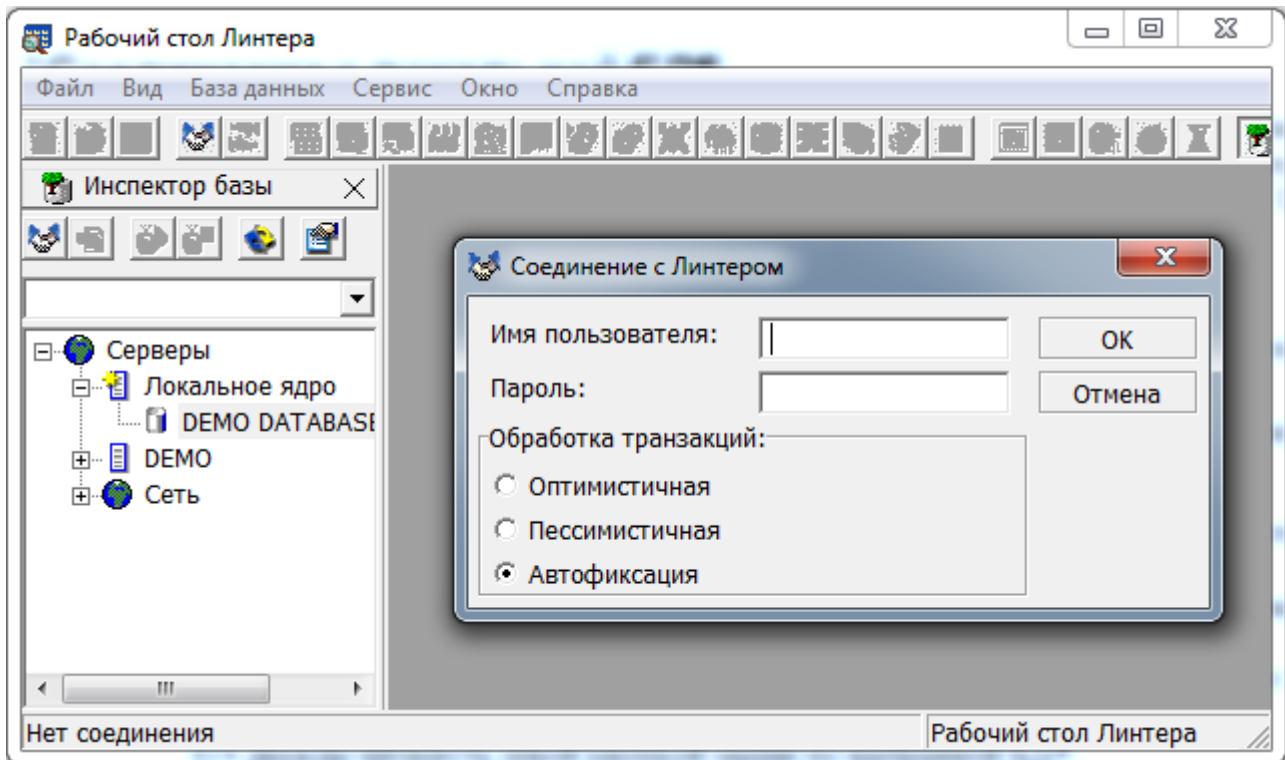 Рабочий стол Линтера
Файл Вид База данных Сервис Окно Справка
Инспектор базы
Серверы
Локальное ядро
DEMO DATABASE
DEMO
Сеть
Соединение с Линтером
Имя пользователя:
OK
Пароль:
Отмена
Обработка транзакций:
Оптимистичная
Пессимистичная
Автофиксация
Нет соединения
Рабочий стол Линтера